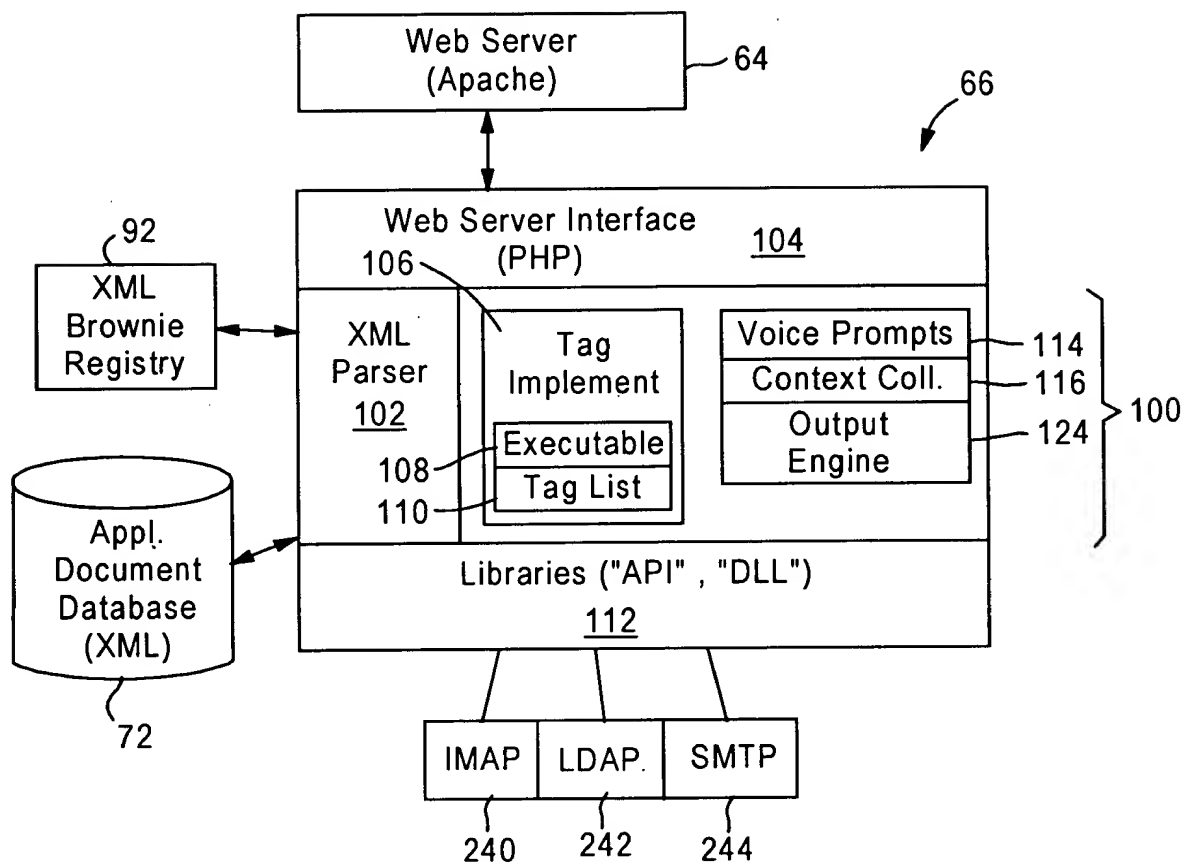 Web Server
(Apache)
64
66
Web Server Interface
(PHP)
104
92
XML
Brownie
Registry
106
XML
Parser
102
Tag
Implement
Executable
108
Tag List
110
Voice Prompts
114
Context Coll.
116
Output
Engine
124
100
Appl.
Document
Database
(XML)
72
Libraries ("API" , "DLL")
112
IMAP
LDAP.
SMTP
240
242
244